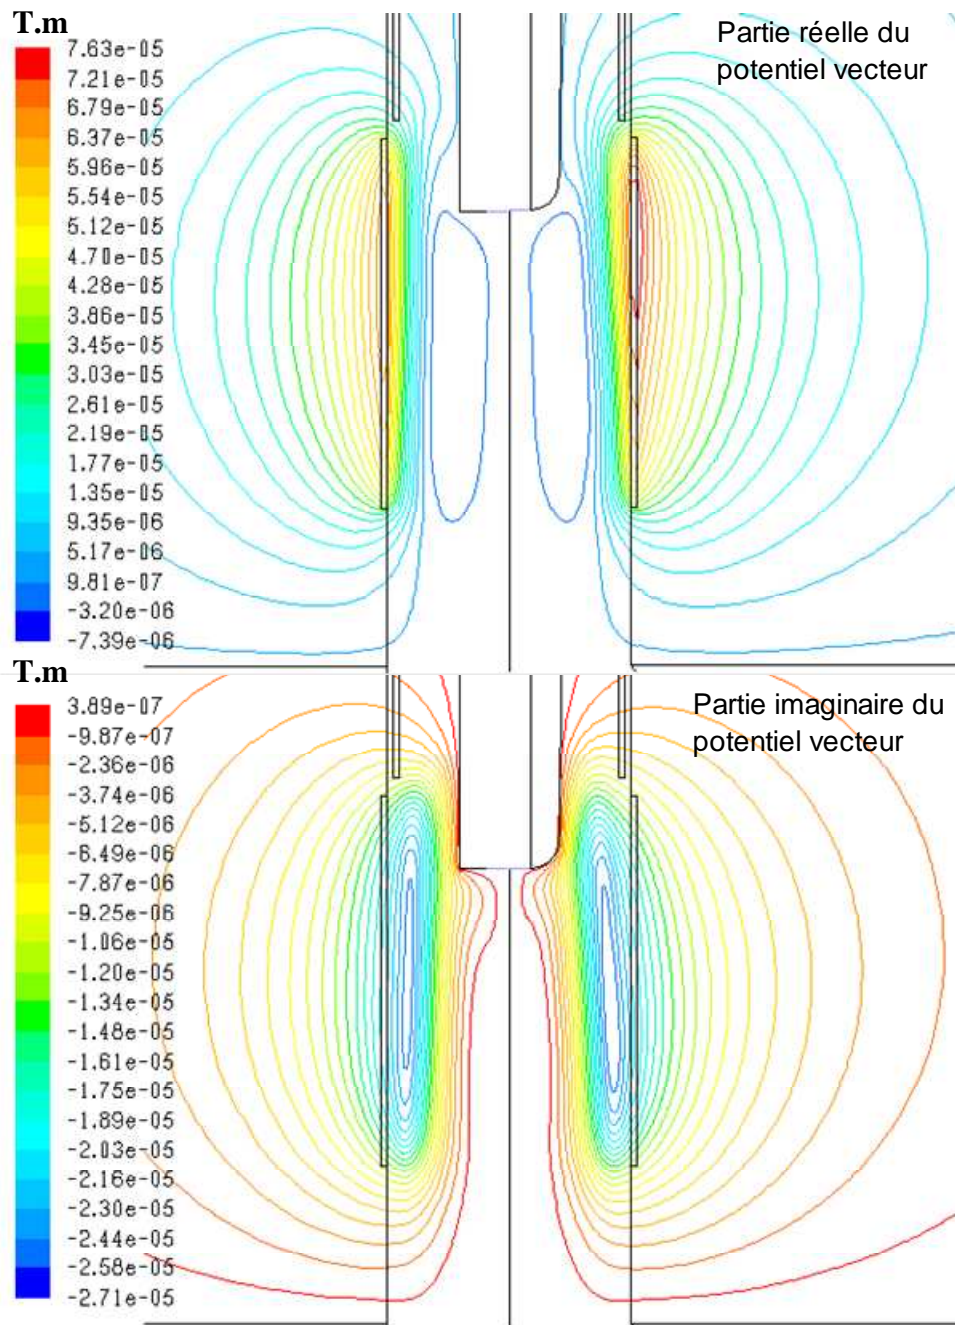 T.m
Partie réelle du
potentiel vecteur
7.63e-05
7.21e-05
6.79e-05
6.37e-05
5.96e-05
5.54e-05
5.12e-05
4.70e-05
4.28e-05
3.86e-05
3.45e-05
3.03e-05
2.61e-05
2.19e-05
1.77e-05
1.35e-05
9.35e-06
5.17e-06
9.81e-07
-3.20e-06
-7.39e-06
T.m
Partie imaginaire du
potentiel vecteur
3.89e-07
-9.87e-07
-2.36e-06
-3.74e-06
-5.12e-06
-6.49e-06
-7.87e-06
-9.25e-06
-1.06e-05
-1.20e-05
-1.34e-05
-1.48e-05
-1.61e-05
-1.75e-05
-1.89e-05
-2.03e-05
-2.16e-05
-2.30e-05
-2.44e-05
-2.58e-05
-2.71e-05